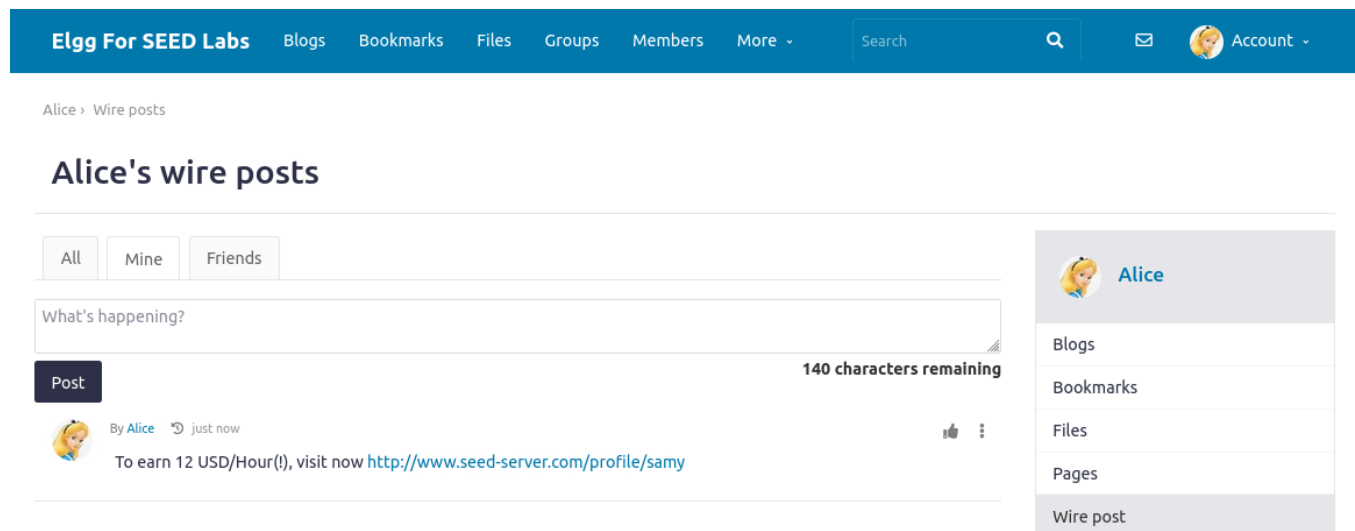 Elgg For SEED Labs Blogs Bookmarks Files Groups Members More Search Account
Alice › Wire posts
Alice's wire posts
All Mine Friends
Alice
What's happening?
Blogs
140 characters remaining
Post
Bookmarks
By Alice just now
Files
To earn 12 USD/Hour(!), visit now http://www.seed-server.com/profile/samy
Pages
Wire post